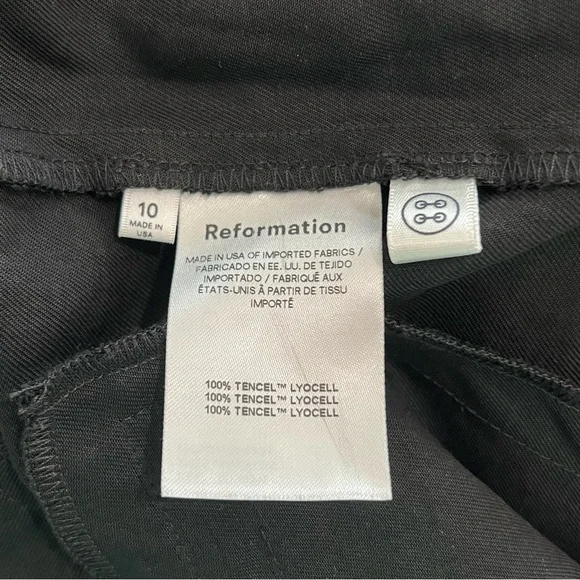 10
MADE IN
USA
Reformation
MADE IN USA OF IMPORTED FABRICS /
FABRICADO EN EE. UU. DE TEJIDO
IMPORTADO / FABRIQUÉ AUX
ÉTATS-UNIS À PARTIR DE TISSU
IMPORTÉ
100% TENCEL™ LYOCELL
100% TENCEL™ LYOCELL
100% TENCEL™ LYOCELL